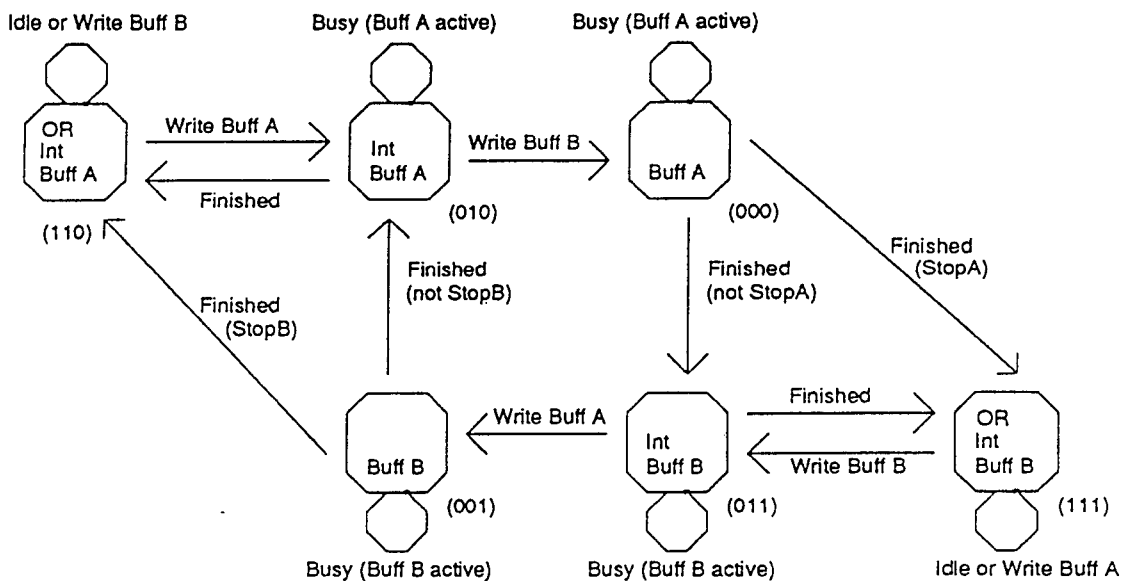 Idle or Write Buff B
Busy (Buff A active)
Busy (Buff A active)
OR
Int
Buff A
Write Buff A
Finished
Int
Buff A
Write Buff B
Buff A
(110)
(010)
(000)
Finished
(StopB)
Finished
(not StopB)
Finished
(not StopA)
Finished
(StopA)
Buff B
Write Buff A
Int
Buff B
Finished
Write Buff B
OR
Int
Buff B
(001)
(011)
(111)
Busy (Buff B active)
Busy (Buff B active)
Idle or Write Buff A